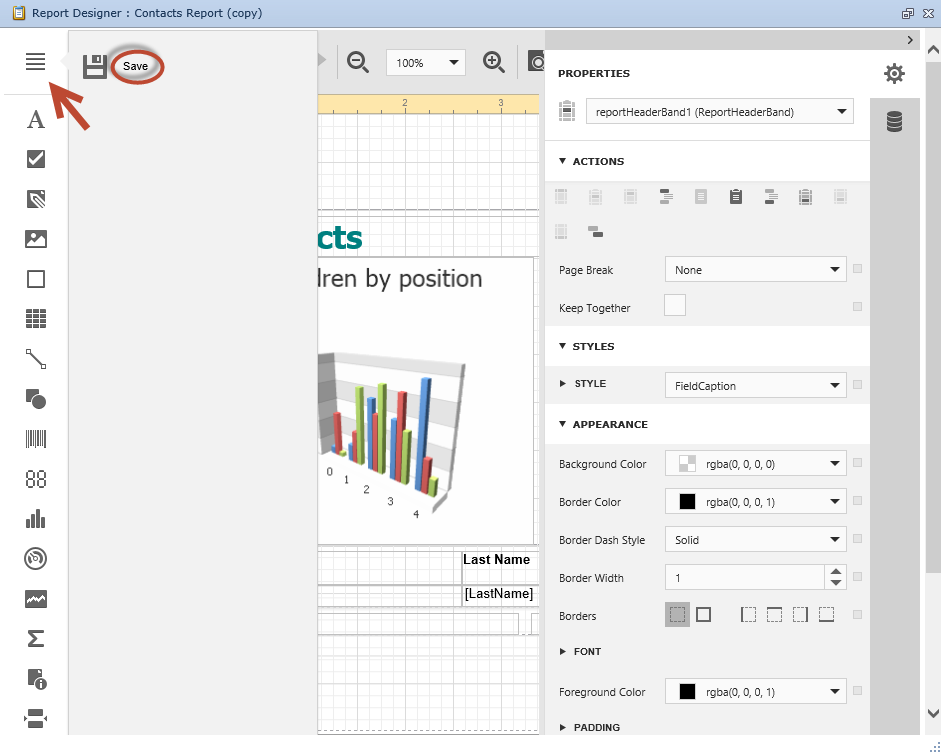 Report Designer : Contacts Report (copy)
Save
100%
2
3
cts
dren by position
0
1
2
3
4
Last Name
[LastName]
A
PROPERTIES
reportHeaderBand1 (ReportHeaderBand)
ACTIONS
Page Break
None
Keep Together
STYLES
STYLE
FieldCaption
APPEARANCE
Background Color
rgba(0, 0, 0, 0)
Border Color
rgba(0, 0, 0, 1)
Border Dash Style
Solid
Border Width
1
Borders
FONT
Foreground Color
rgba(0, 0, 0, 1)
PADDING